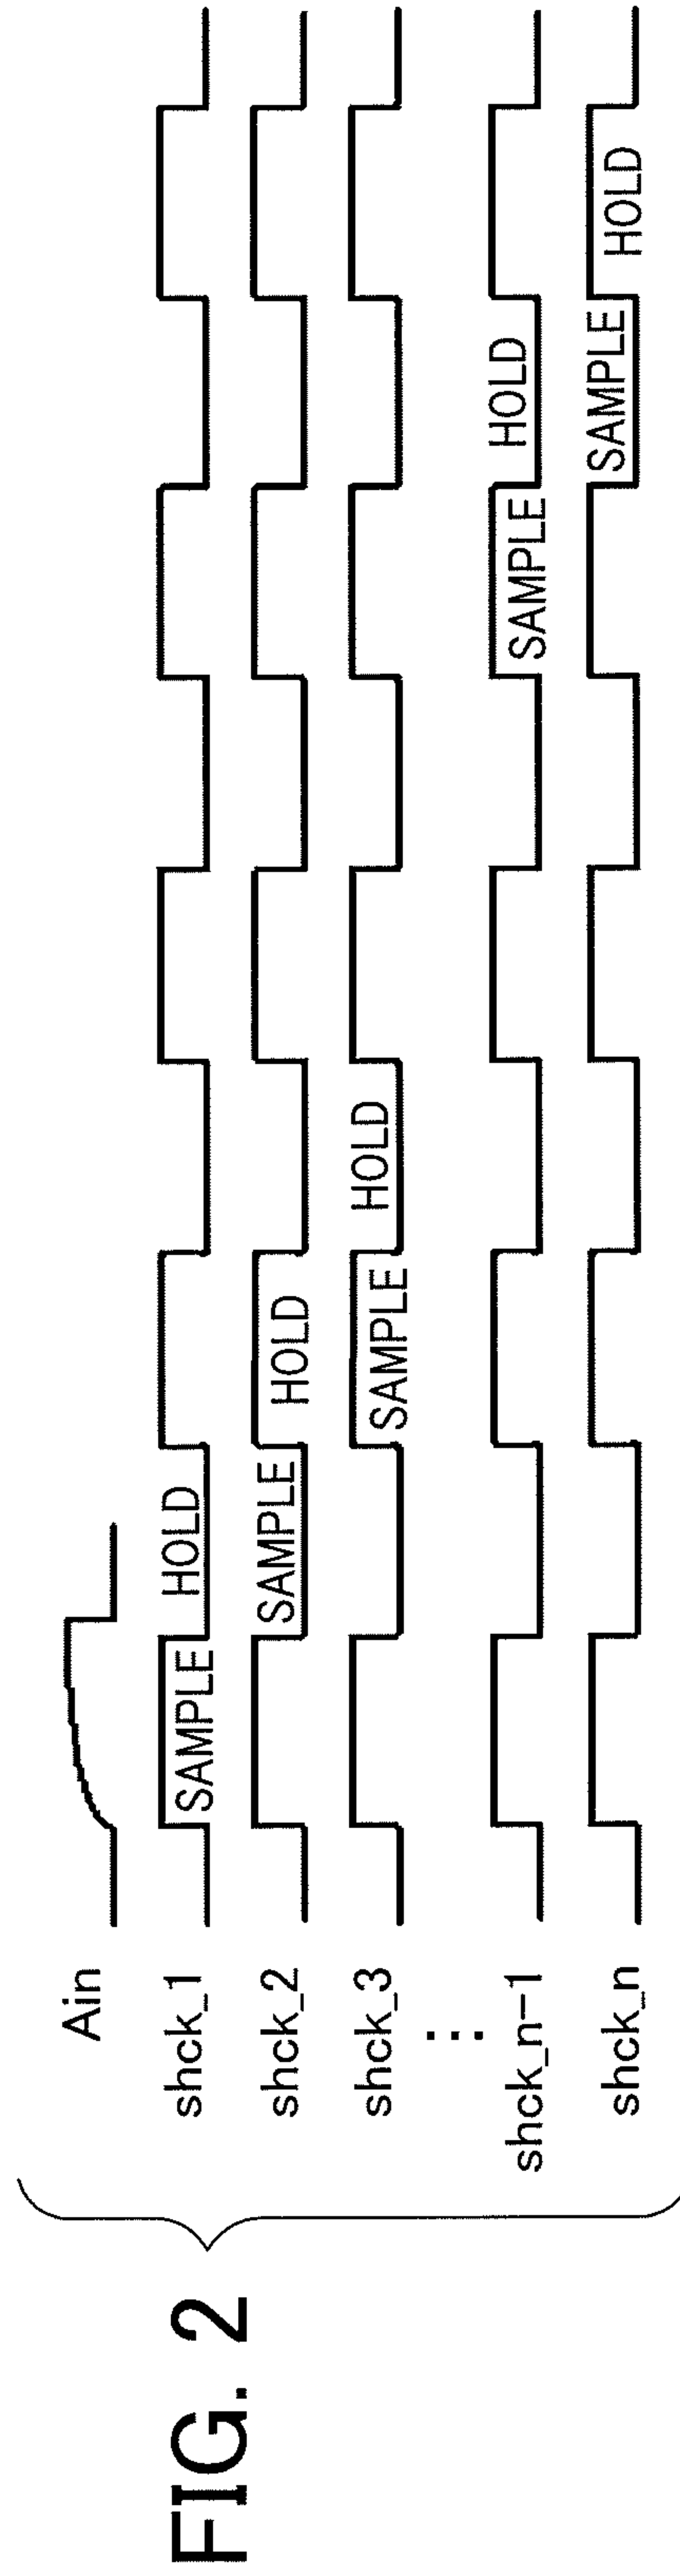 FIG. 2
Ain
shck_1 SAMPLE HOLD
shck_2 SAMPLE HOLD
shck_3 SAMPLE HOLD
⋮
shck_n-1 SAMPLE HOLD
shck_n SAMPLE HOLD